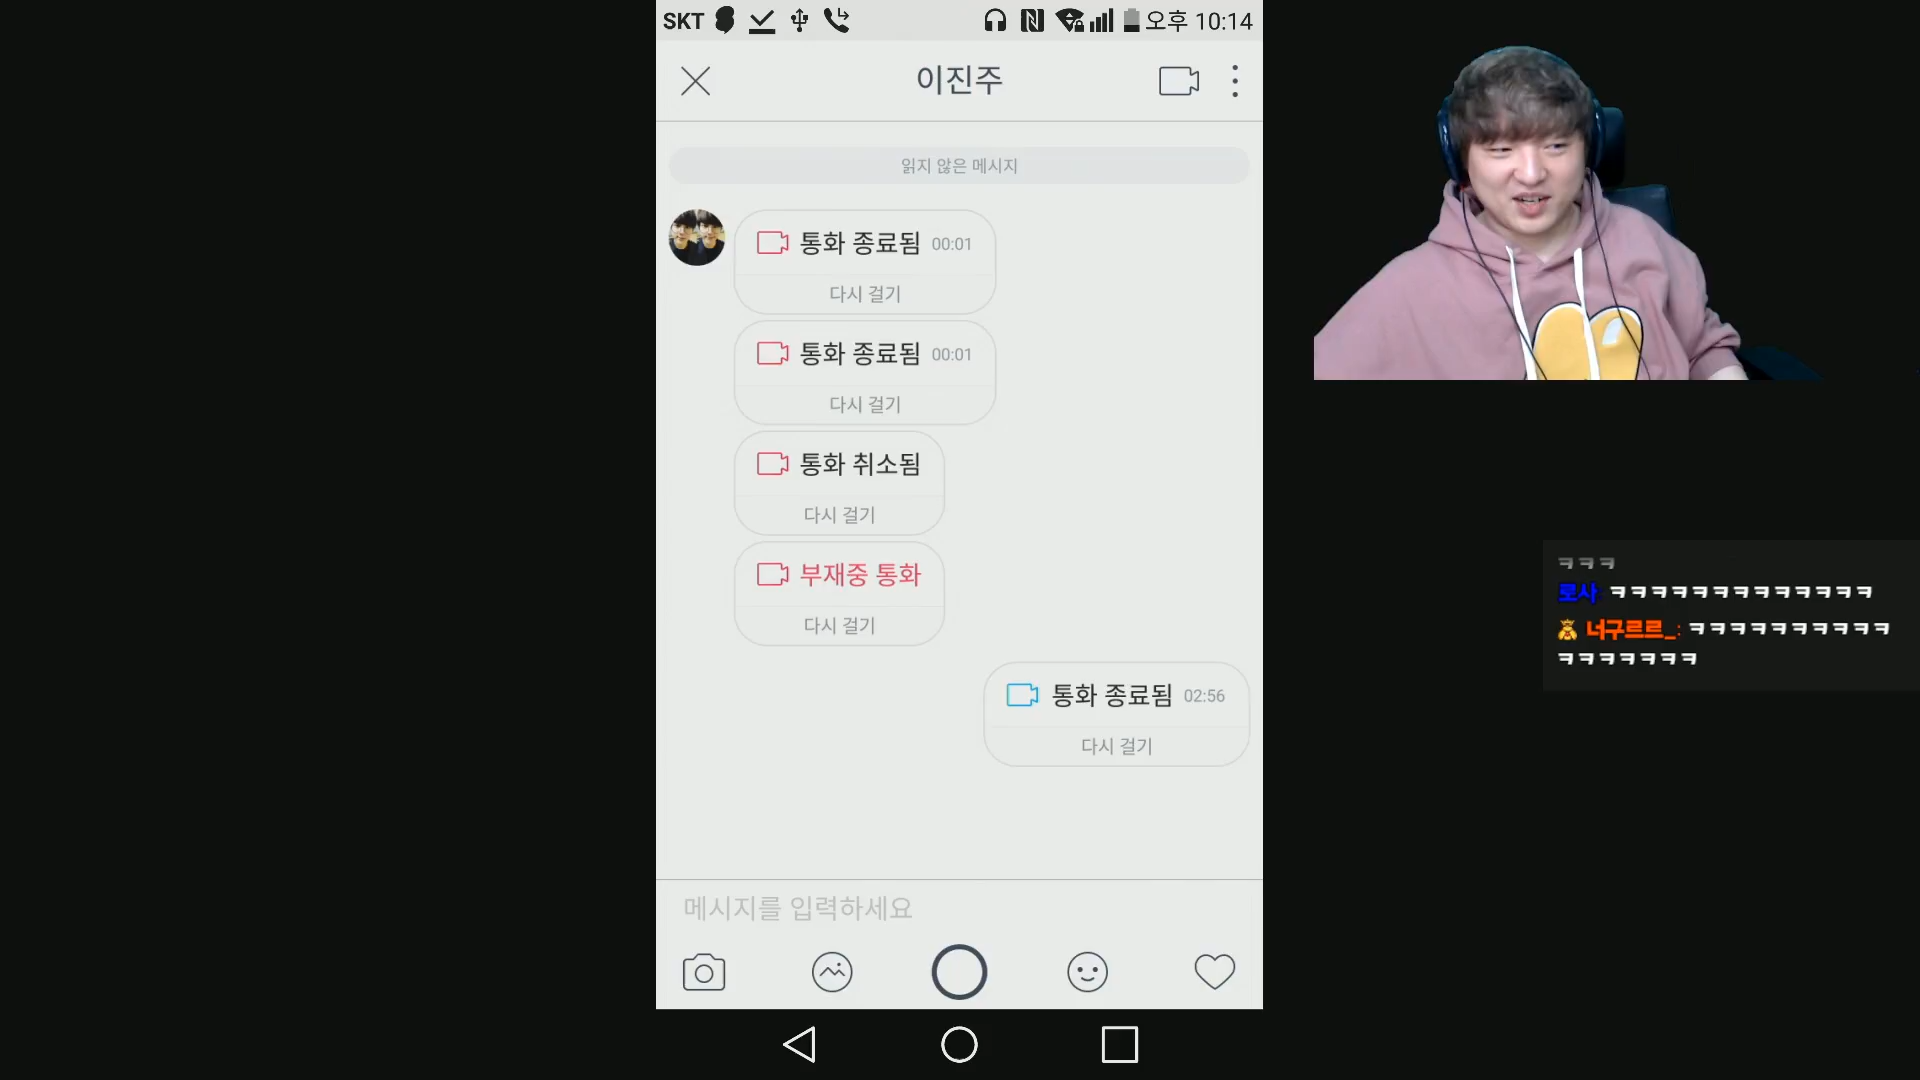 SKT
오후 10:14
이진주
읽지 않은 메시지
통화 종료됨 00:01
다시 걸기
통화 종료됨 00:01
다시 걸기
통화 취소됨
다시 걸기
부재중 통화
다시 걸기
통화 종료됨 02:56
다시 걸기
메시지를 입력하세요
ㅋㅋㅋ
로사: ㅋㅋㅋㅋㅋㅋㅋㅋㅋㅋㅋㅋㅋ
너구르르_: ㅋㅋㅋㅋㅋㅋㅋㅋㅋㅋ
ㅋㅋㅋㅋㅋㅋㅋ